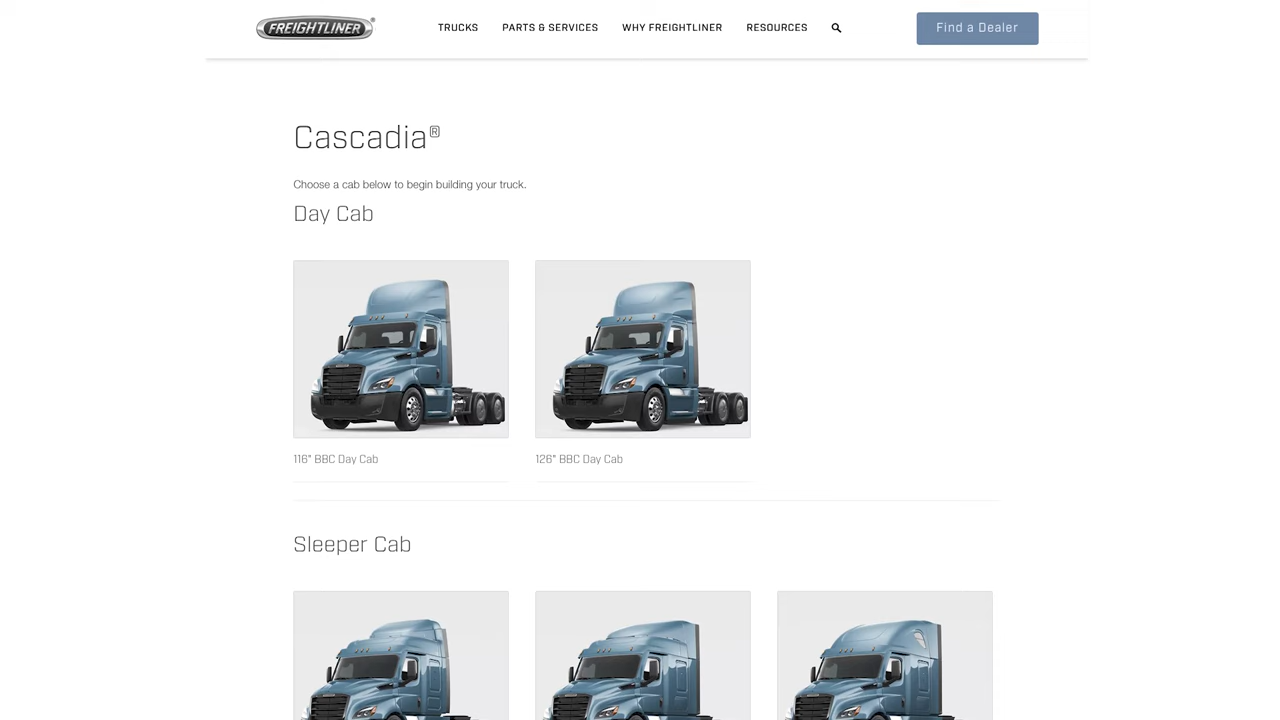 FREIGHTLINER®
TRUCKS PARTS & SERVICES WHY FREIGHTLINER RESOURCES Find a Dealer
Cascadia®
Choose a cab below to begin building your truck.
Day Cab
116" BBC Day Cab 126" BBC Day Cab
Sleeper Cab